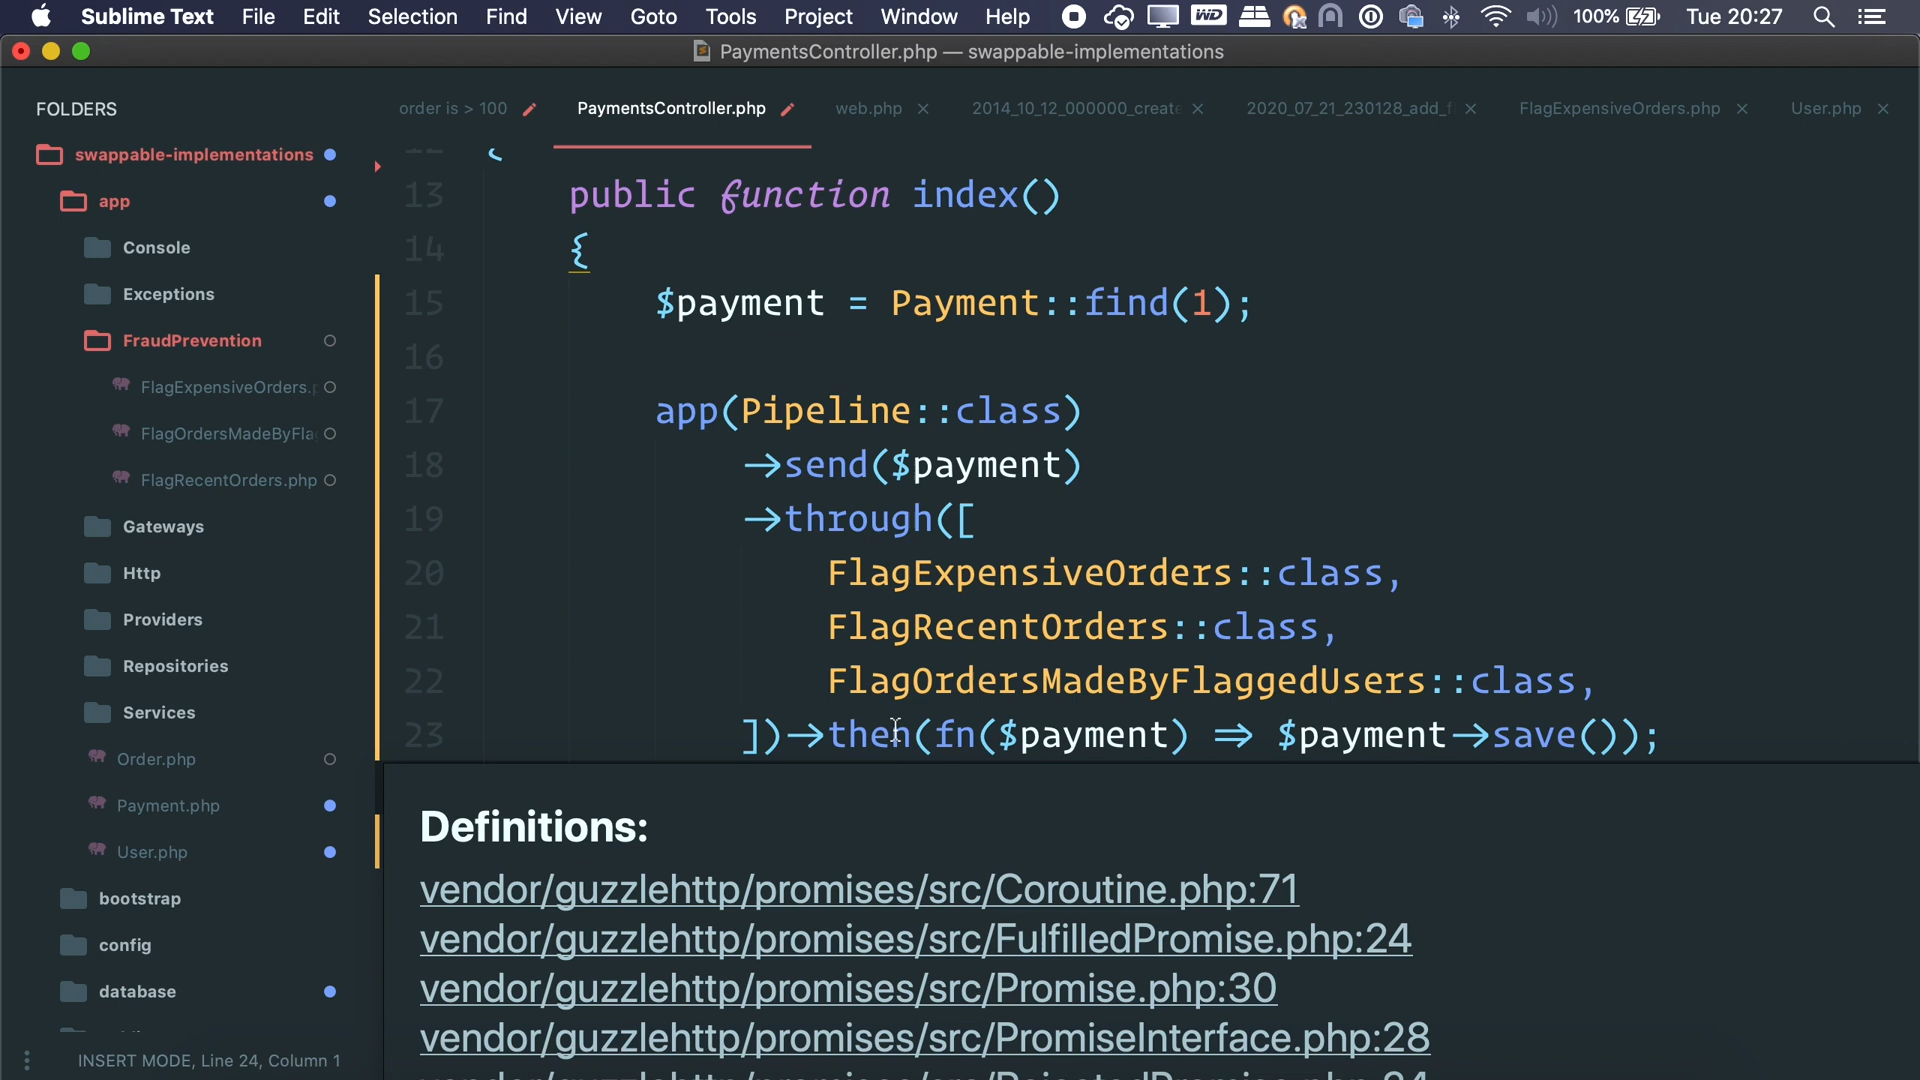 Sublime Text File Edit Selection Find View Goto Tools Project Window Help WD 100% Tue 20:27
PaymentsController.php — swappable-implementations
FOLDERS
order is > 100 PaymentsController.php web.php 2014_10_12_000000_create 2020_07_21_230128_add_f FlagExpensiveOrders.php User.php
swappable-implementations
app
Console
Exceptions
FraudPrevention
FlagExpensiveOrders.p
FlagOrdersMadeByFla
FlagRecentOrders.php
Gateways
Http
Providers
Repositories
Services
Order.php
Payment.php
User.php
bootstrap
config
database
{
13 public function index()
14 {
15 $payment = Payment::find(1);
16
17 app(Pipeline::class)
18 ->send($payment)
19 ->through([
20 FlagExpensiveOrders::class,
21 FlagRecentOrders::class,
22 FlagOrdersMadeByFlaggedUsers::class,
23 ])->then(fn($payment) => $payment->save());
Definitions:
vendor/guzzlehttp/promises/src/Coroutine.php:71
vendor/guzzlehttp/promises/src/FulfilledPromise.php:24
vendor/guzzlehttp/promises/src/Promise.php:30
vendor/guzzlehttp/promises/src/PromiseInterface.php:28
INSERT MODE, Line 24, Column 1